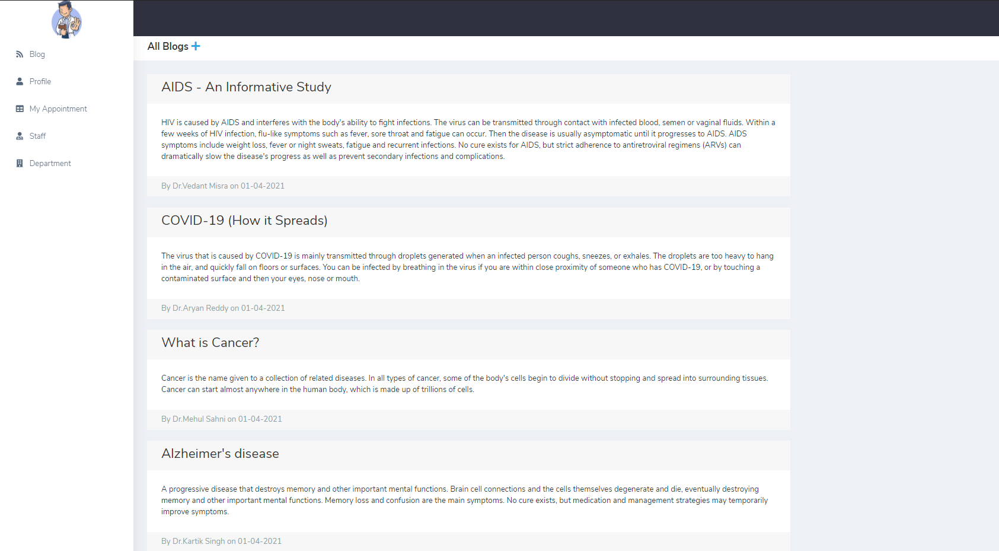 Blog
Profile
My Appointment
Staff
Department
All Blogs
AIDS - An Informative Study
HIV is caused by AIDS and interferes with the body's ability to fight infections. The virus can be transmitted through contact with infected blood, semen or vaginal fluids. Within a
few weeks of HIV infection, flu-like symptoms such as fever, sore throat and fatigue can occur. Then the disease is usually asymptomatic until it progresses to AIDS. AIDS
symptoms include weight loss, fever or night sweats, fatigue and recurrent infections. No cure exists for AIDS, but strict adherence to antiretroviral regimens (ARVs) can
dramatically slow the disease's progress as well as prevent secondary infections and complications.
By Dr.Vedant Misra on 01-04-2021
COVID-19 (How it Spreads)
The virus that is caused by COVID-19 is mainly transmitted through droplets generated when an infected person coughs, sneezes, or exhales. The droplets are too heavy to hang
in the air, and quickly fall on floors or surfaces. You can be infected by breathing in the virus if you are within close proximity of someone who has COVID-19, or by touching a
contaminated surface and then your eyes, nose or mouth.
By Dr.Aryan Reddy on 01-04-2021
What is Cancer?
Cancer is the name given to a collection of related diseases. In all types of cancer, some of the body's cells begin to divide without stopping and spread into surrounding tissues.
Cancer can start almost anywhere in the human body, which is made up of trillions of cells.
By Dr.Mehul Sahni on 01-04-2021
Alzheimer's disease
A progressive disease that destroys memory and other important mental functions. Brain cell connections and the cells themselves degenerate and die, eventually destroying
memory and other important mental functions. Memory loss and confusion are the main symptoms. No cure exists, but medication and management strategies may temporarily
improve symptoms.
By Dr.Kartik Singh on 01-04-2021